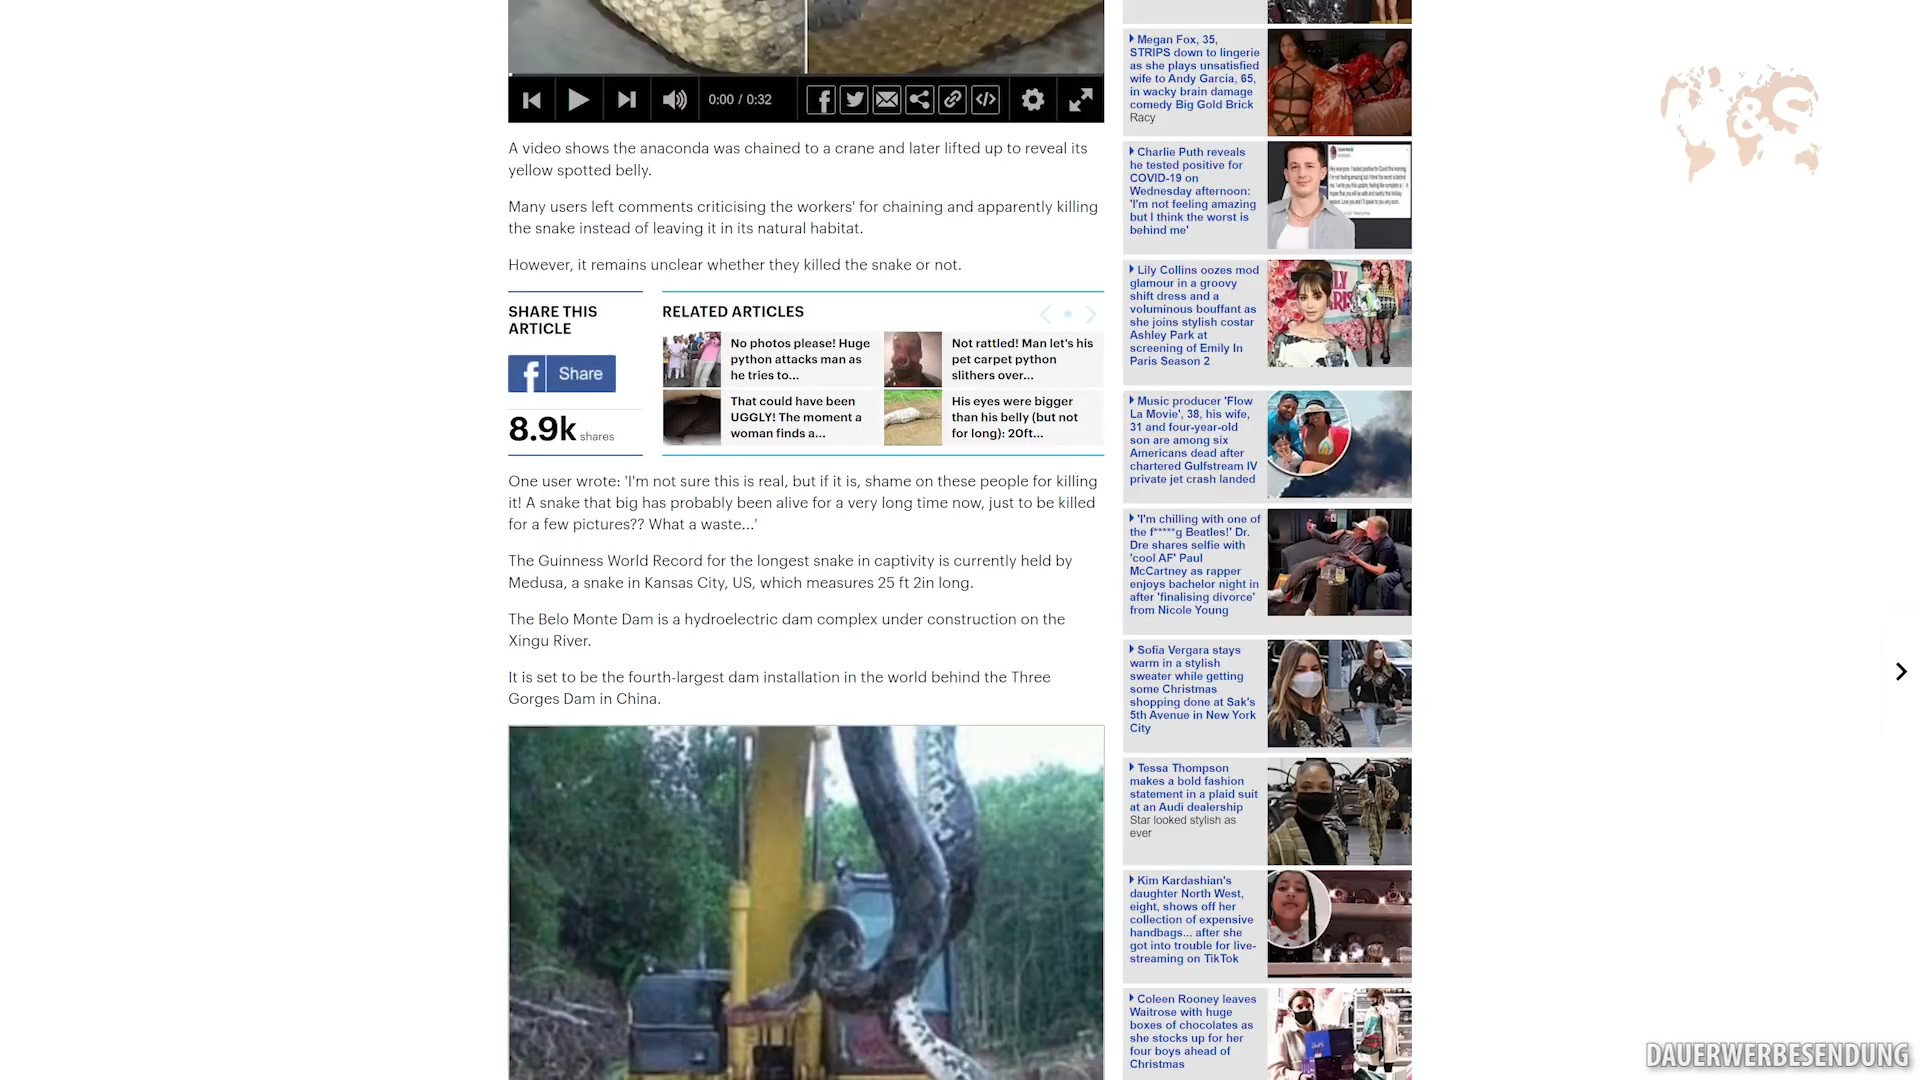 0:00 / 0:32
A video shows the anaconda was chained to a crane and later lifted up to reveal its
yellow spotted belly.
Many users left comments criticising the workers' for chaining and apparently killing
the snake instead of leaving it in its natural habitat.
However, it remains unclear whether they killed the snake or not.
SHARE THIS
ARTICLE
f Share
8.9k shares
RELATED ARTICLES
No photos please! Huge
python attacks man as
he tries to...
Not rattled! Man let's his
pet carpet python
slithers over...
That could have been
UGGLY! The moment a
woman finds a...
His eyes were bigger
than his belly (but not
for long): 20ft...
One user wrote: 'I'm not sure this is real, but if it is, shame on these people for killing
it! A snake that big has probably been alive for a very long time now, just to be killed
for a few pictures?? What a waste...'
The Guinness World Record for the longest snake in captivity is currently held by
Medusa, a snake in Kansas City, US, which measures 25 ft 2in long.
The Belo Monte Dam is a hydroelectric dam complex under construction on the
Xingu River.
It is set to be the fourth-largest dam installation in the world behind the Three
Gorges Dam in China.
Megan Fox, 35,
STRIPS down to lingerie
as she plays unsatisfied
wife to Andy Garcia, 65,
in wacky brain damage
comedy Big Gold Brick
Racy
Charlie Puth reveals
he tested positive for
COVID-19 on
Wednesday afternoon:
'I'm not feeling amazing
but I think the worst is
behind me'
Lily Collins oozes mod
glamour in a groovy
shift dress and a
voluminous bouffant as
she joins stylish costar
Ashley Park at
screening of Emily In
Paris Season 2
Music producer 'Flow
La Movie', 38, his wife,
31 and four-year-old
son are among six
Americans dead after
chartered Gulfstream IV
private jet crash landed
'I'm chilling with one of
the f*****g Beatles!' Dr.
Dre shares selfie with
'cool AF' Paul
McCartney as rapper
enjoys bachelor night in
after 'finalising divorce'
from Nicole Young
Sofia Vergara stays
warm in a stylish
sweater while getting
some Christmas
shopping done at Sak's
5th Avenue in New York
City
Tessa Thompson
makes a bold fashion
statement in a plaid suit
at an Audi dealership
Star looked stylish as
ever
Kim Kardashian's
daughter North West,
eight, shows off her
collection of expensive
handbags... after she
got into trouble for live-
streaming on TikTok
Coleen Rooney leaves
Waitrose with huge
boxes of chocolates as
she stocks up for her
four boys ahead of
Christmas
&S
DAUERWERBESENDUNG